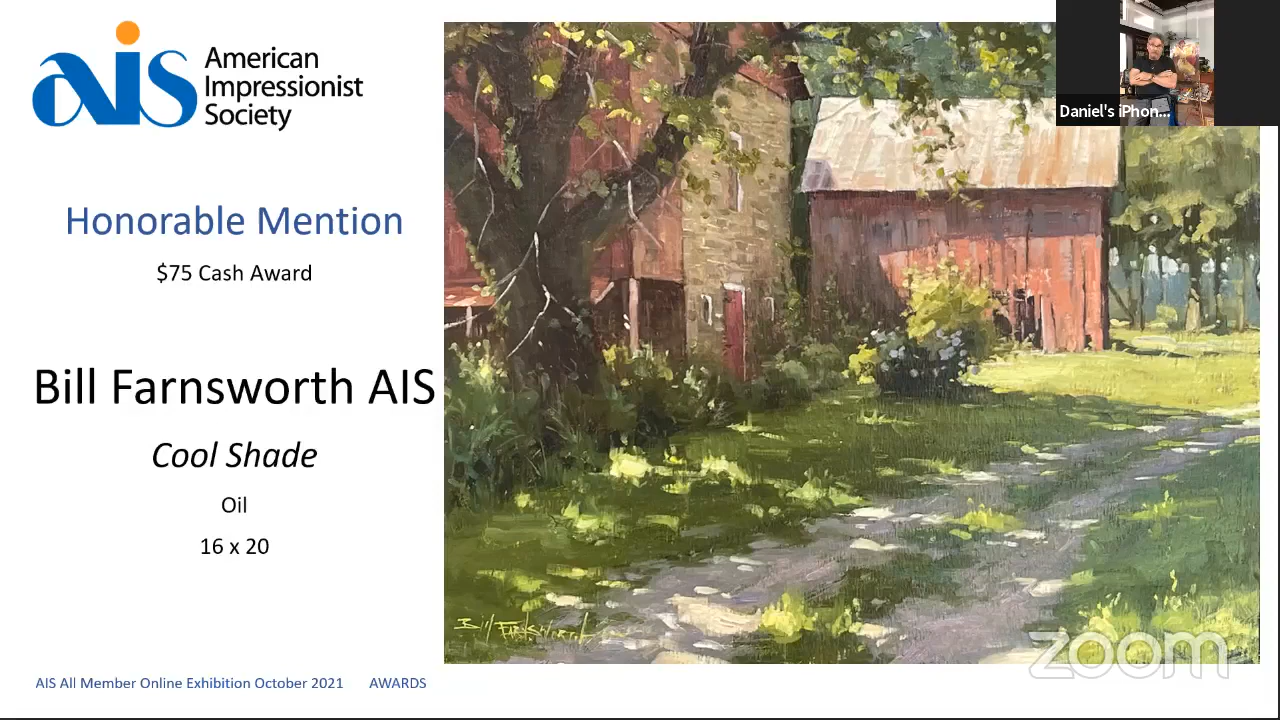 AIS American
Impressionist
Society
Honorable Mention
$75 Cash Award
Bill Farnsworth AIS
Cool Shade
Oil
16 x 20
AIS All Member Online Exhibition October 2021 AWARDS
Daniel's iPhon...
Bill Farnsworth
zoom